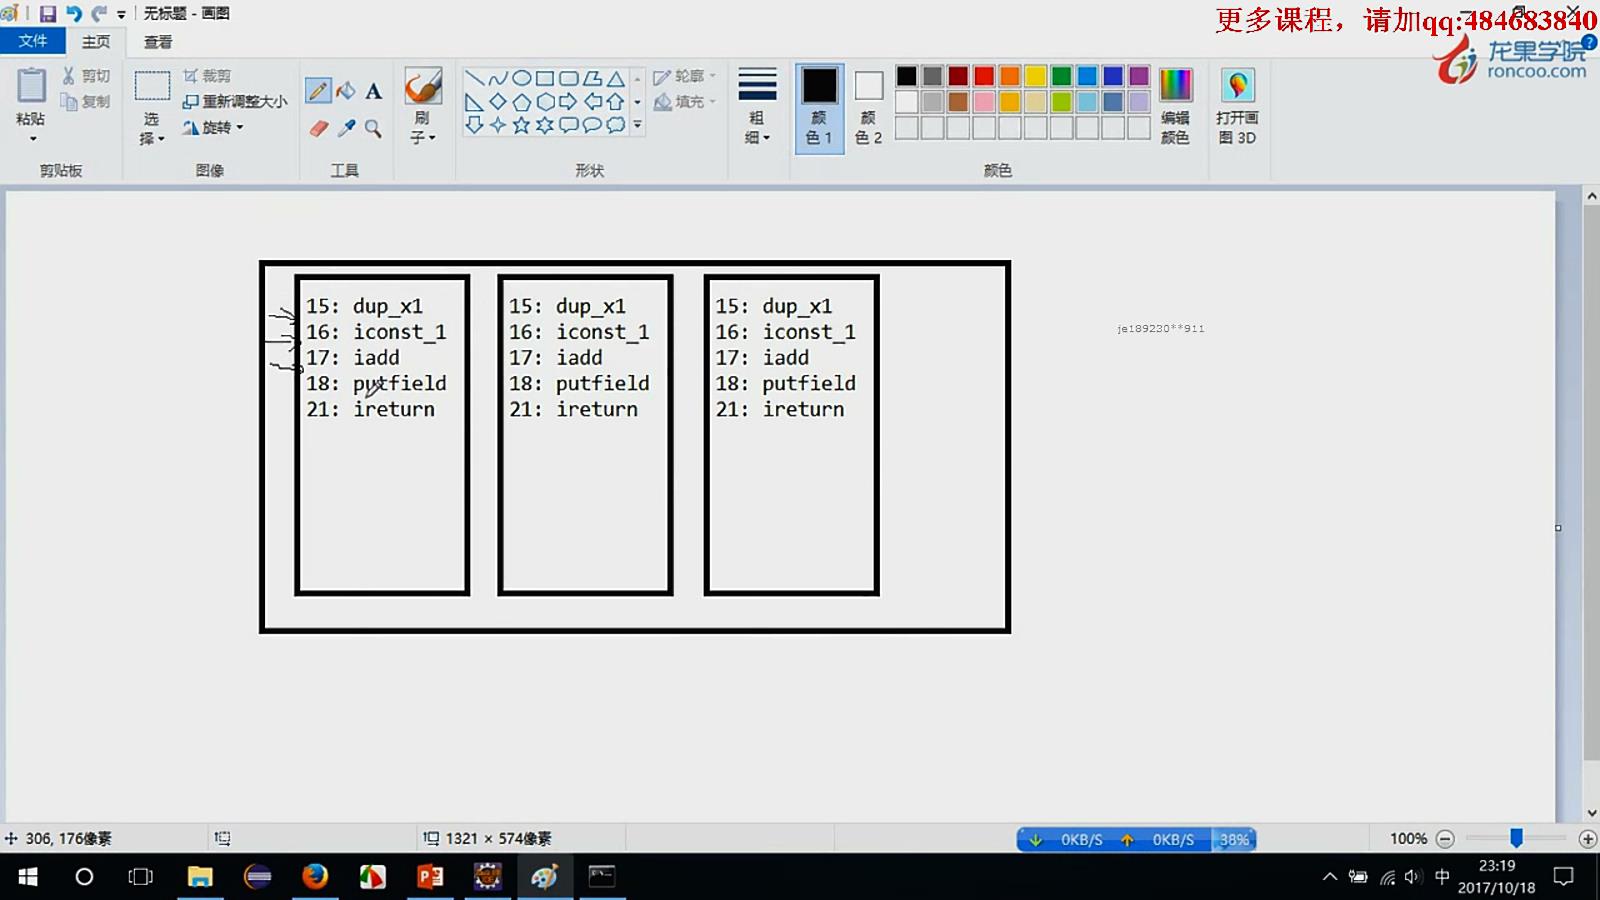 无标题 - 画图
更多课程，请加qq:484683840
文件 主页 查看
龙果学院
roncoo.com
剪切
复制
粘贴
裁剪
重新调整大小
旋转
选择
刷子
轮廓
填充
粗细
颜色 1
颜色 2
编辑颜色
打开画图 3D
剪贴板 图像 工具 形状 颜色
15: dup_x1
16: iconst_1
17: iadd
18: putfield
21: ireturn
15: dup_x1
16: iconst_1
17: iadd
18: putfield
21: ireturn
15: dup_x1
16: iconst_1
17: iadd
18: putfield
21: ireturn
je189230**911
306, 176像素 1321 × 574像素 0KB/S 0KB/S 38% 100%
中 23:19
2017/10/18